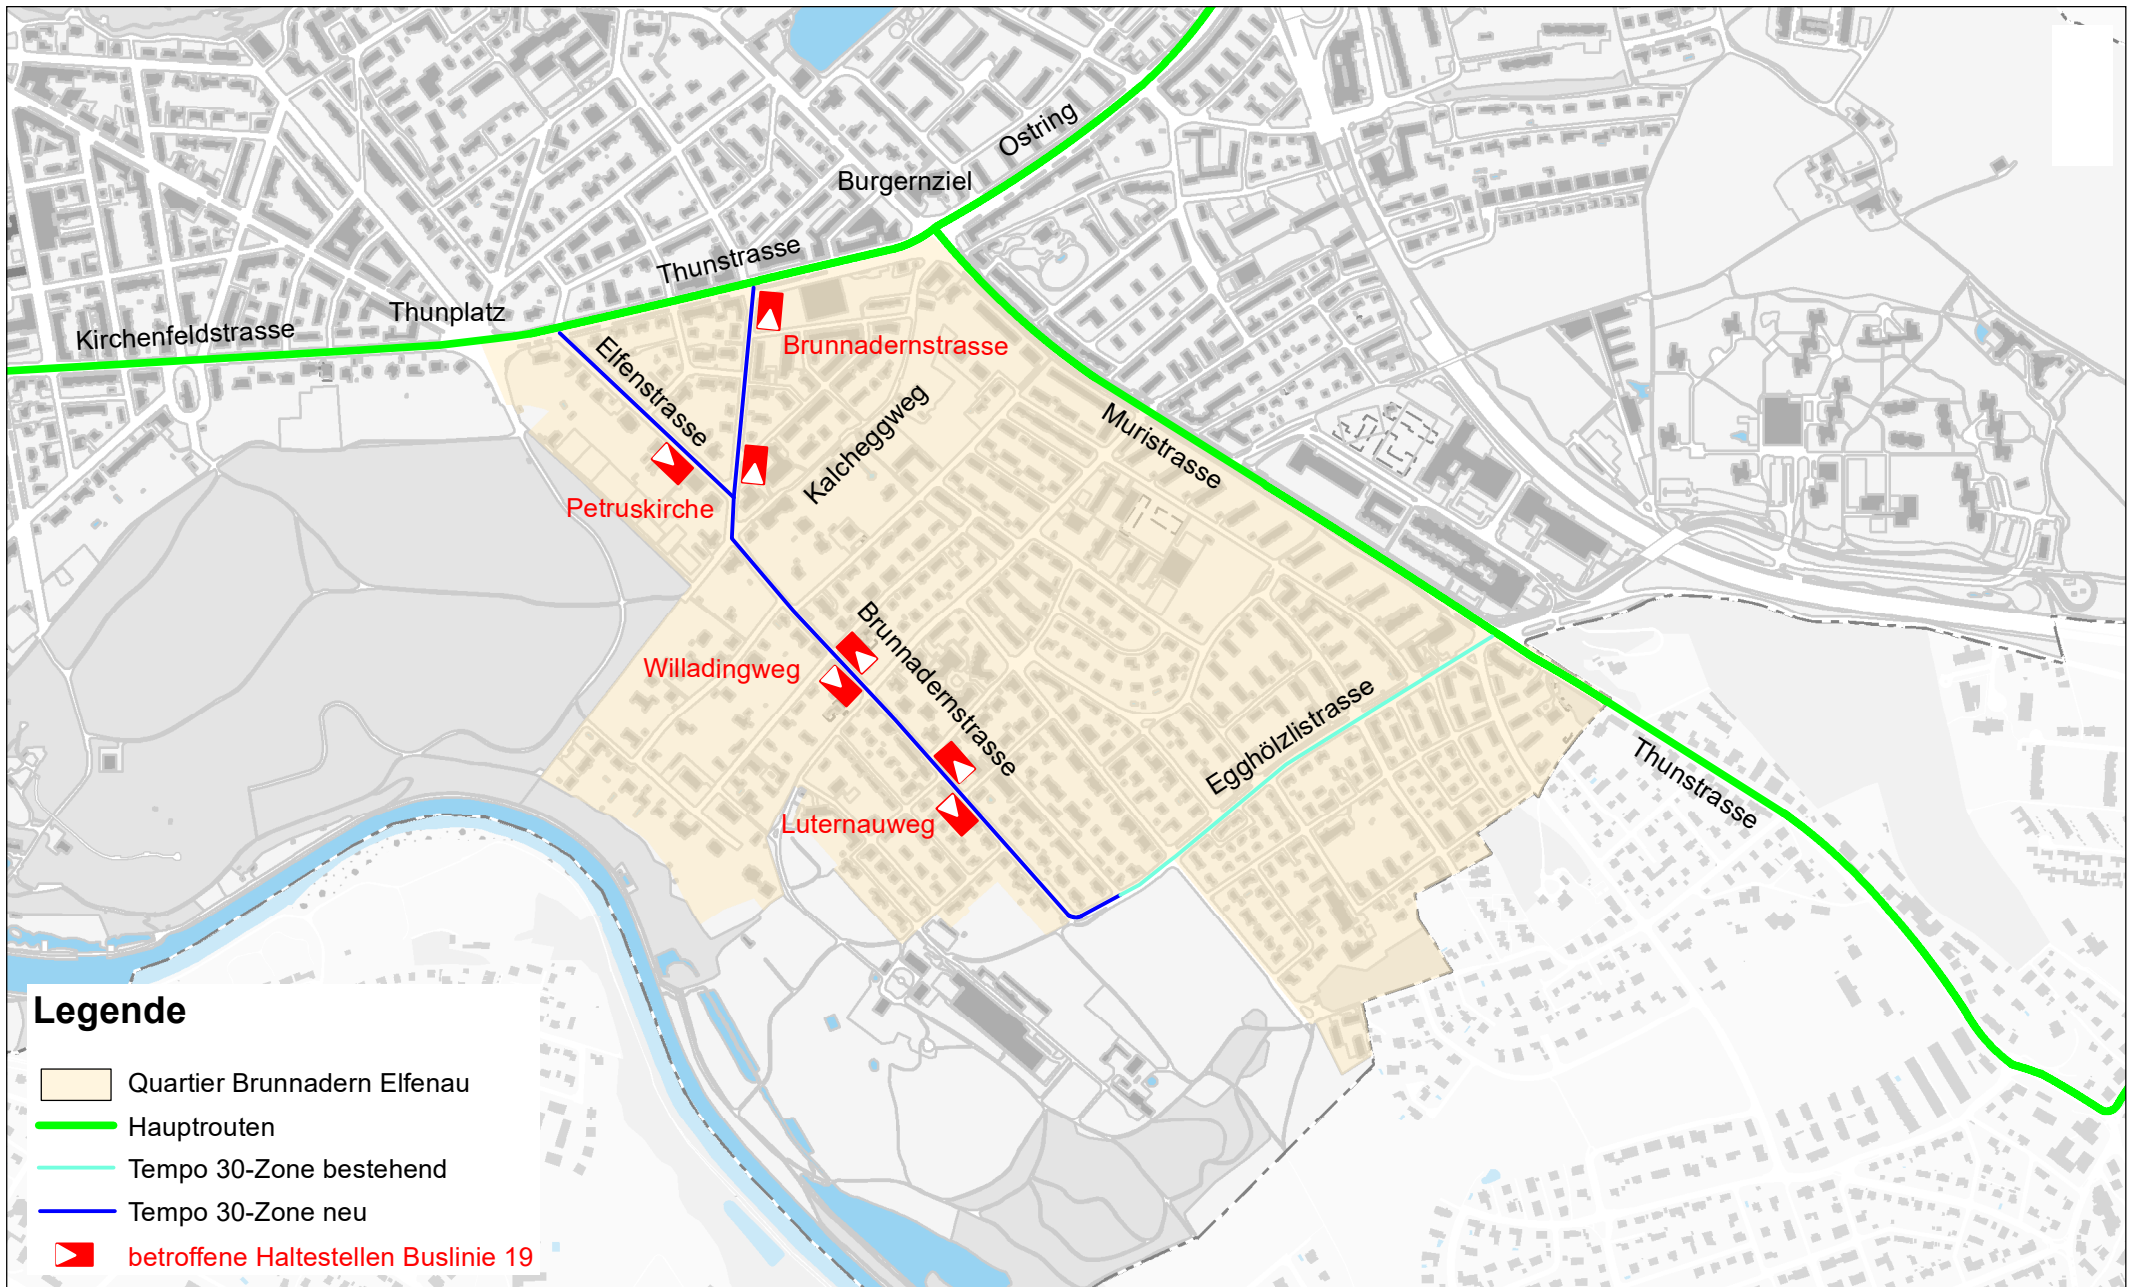 Ostring
Burgernziel
Thunstrasse
Thunplatz
Kirchenfeldstrasse
Brunnadernstrasse
Elfenstrasse
Kalcheggweg
Muristrasse
Petruskirche
Brunnadernstrasse
Willadingweg
Egghölzlistrasse
Thunstrasse
Luternauweg
Legende
Quartier Brunnadern Elfenau
Hauptrouten
Tempo 30-Zone bestehend
Tempo 30-Zone neu
betroffene Haltestellen Buslinie 19